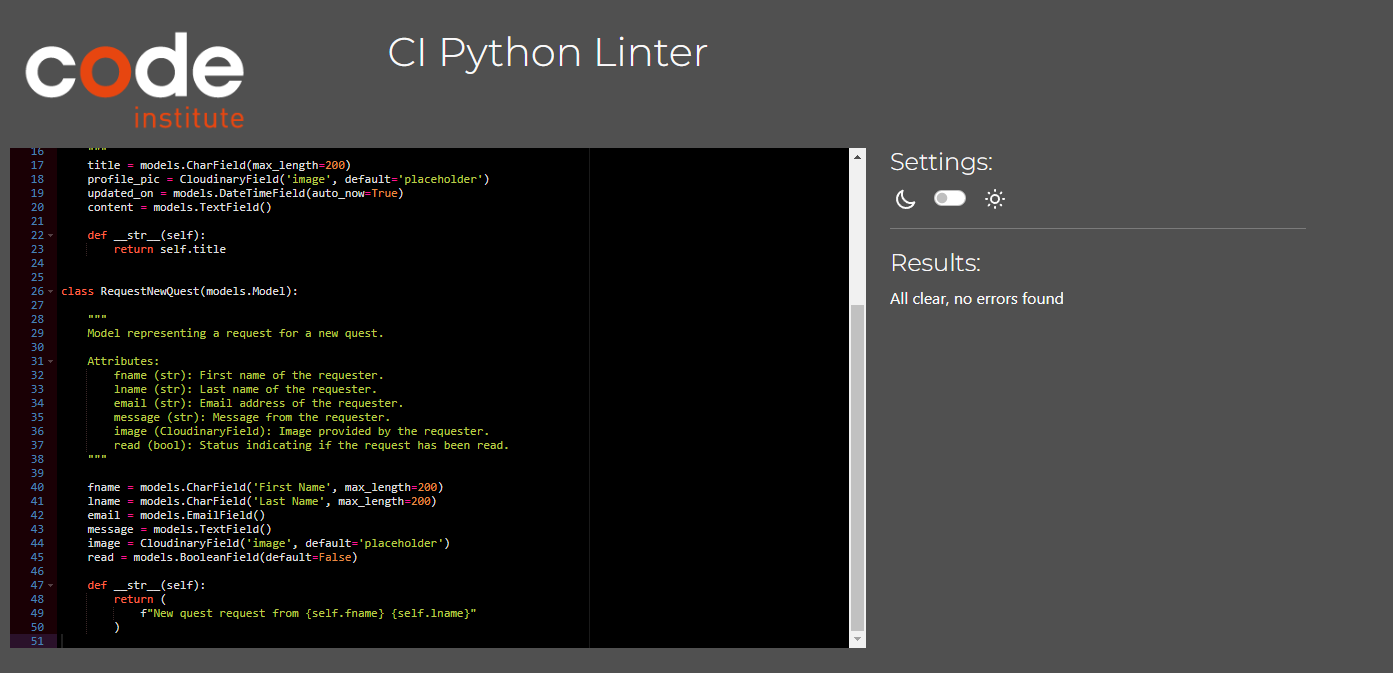 code
institute
CI Python Linter
16 """
17 title = models.CharField(max_length=200)
18 profile_pic = CloudinaryField('image', default='placeholder')
19 updated_on = models.DateTimeField(auto_now=True)
20 content = models.TextField()
21
22 def __str__(self):
23 return self.title
24
25
26 class RequestNewQuest(models.Model):
27
28 """
29 Model representing a request for a new quest.
30
31 Attributes:
32 fname (str): First name of the requester.
33 lname (str): Last name of the requester.
34 email (str): Email address of the requester.
35 message (str): Message from the requester.
36 image (CloudinaryField): Image provided by the requester.
37 read (bool): Status indicating if the request has been read.
38 """
39
40 fname = models.CharField('First Name', max_length=200)
41 lname = models.CharField('Last Name', max_length=200)
42 email = models.EmailField()
43 message = models.TextField()
44 image = CloudinaryField('image', default='placeholder')
45 read = models.BooleanField(default=False)
46
47 def __str__(self):
48 return (
49 f"New quest request from {self.fname} {self.lname}"
50 )
51
Settings:
Results:
All clear, no errors found